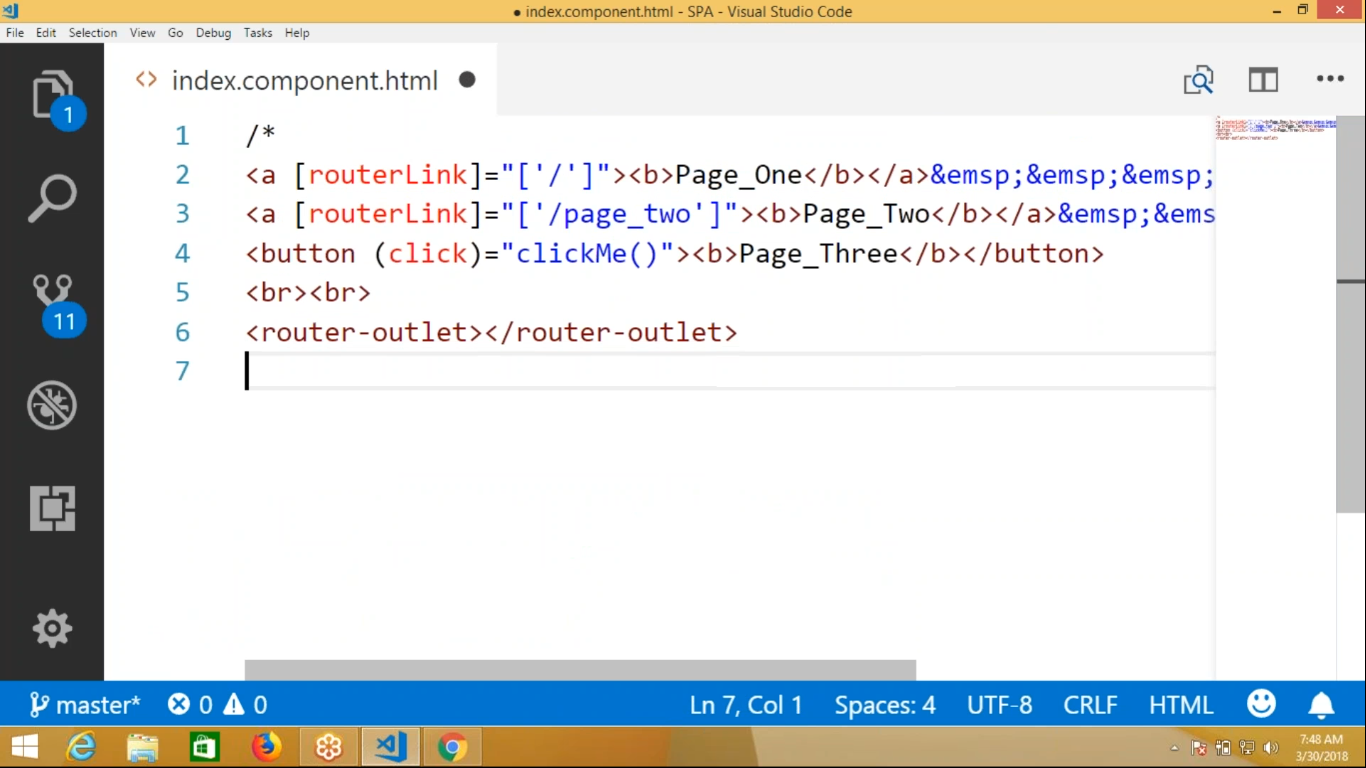 ● index.component.html - SPA - Visual Studio Code
File Edit Selection View Go Debug Tasks Help
<> index.component.html ●
1
1 /*
2 <a [routerLink]="['/']"><b>Page_One</b></a>&emsp;&emsp;&emsp;
3 <a [routerLink]="['/page_two']"><b>Page_Two</b></a>&emsp;&ems
4 <button (click)="clickMe()"><b>Page_Three</b></button>
5 <br><br>
6 <router-outlet></router-outlet>
7
11
master* 0 0 Ln 7, Col 1 Spaces: 4 UTF-8 CRLF HTML
7:48 AM
3/30/2018